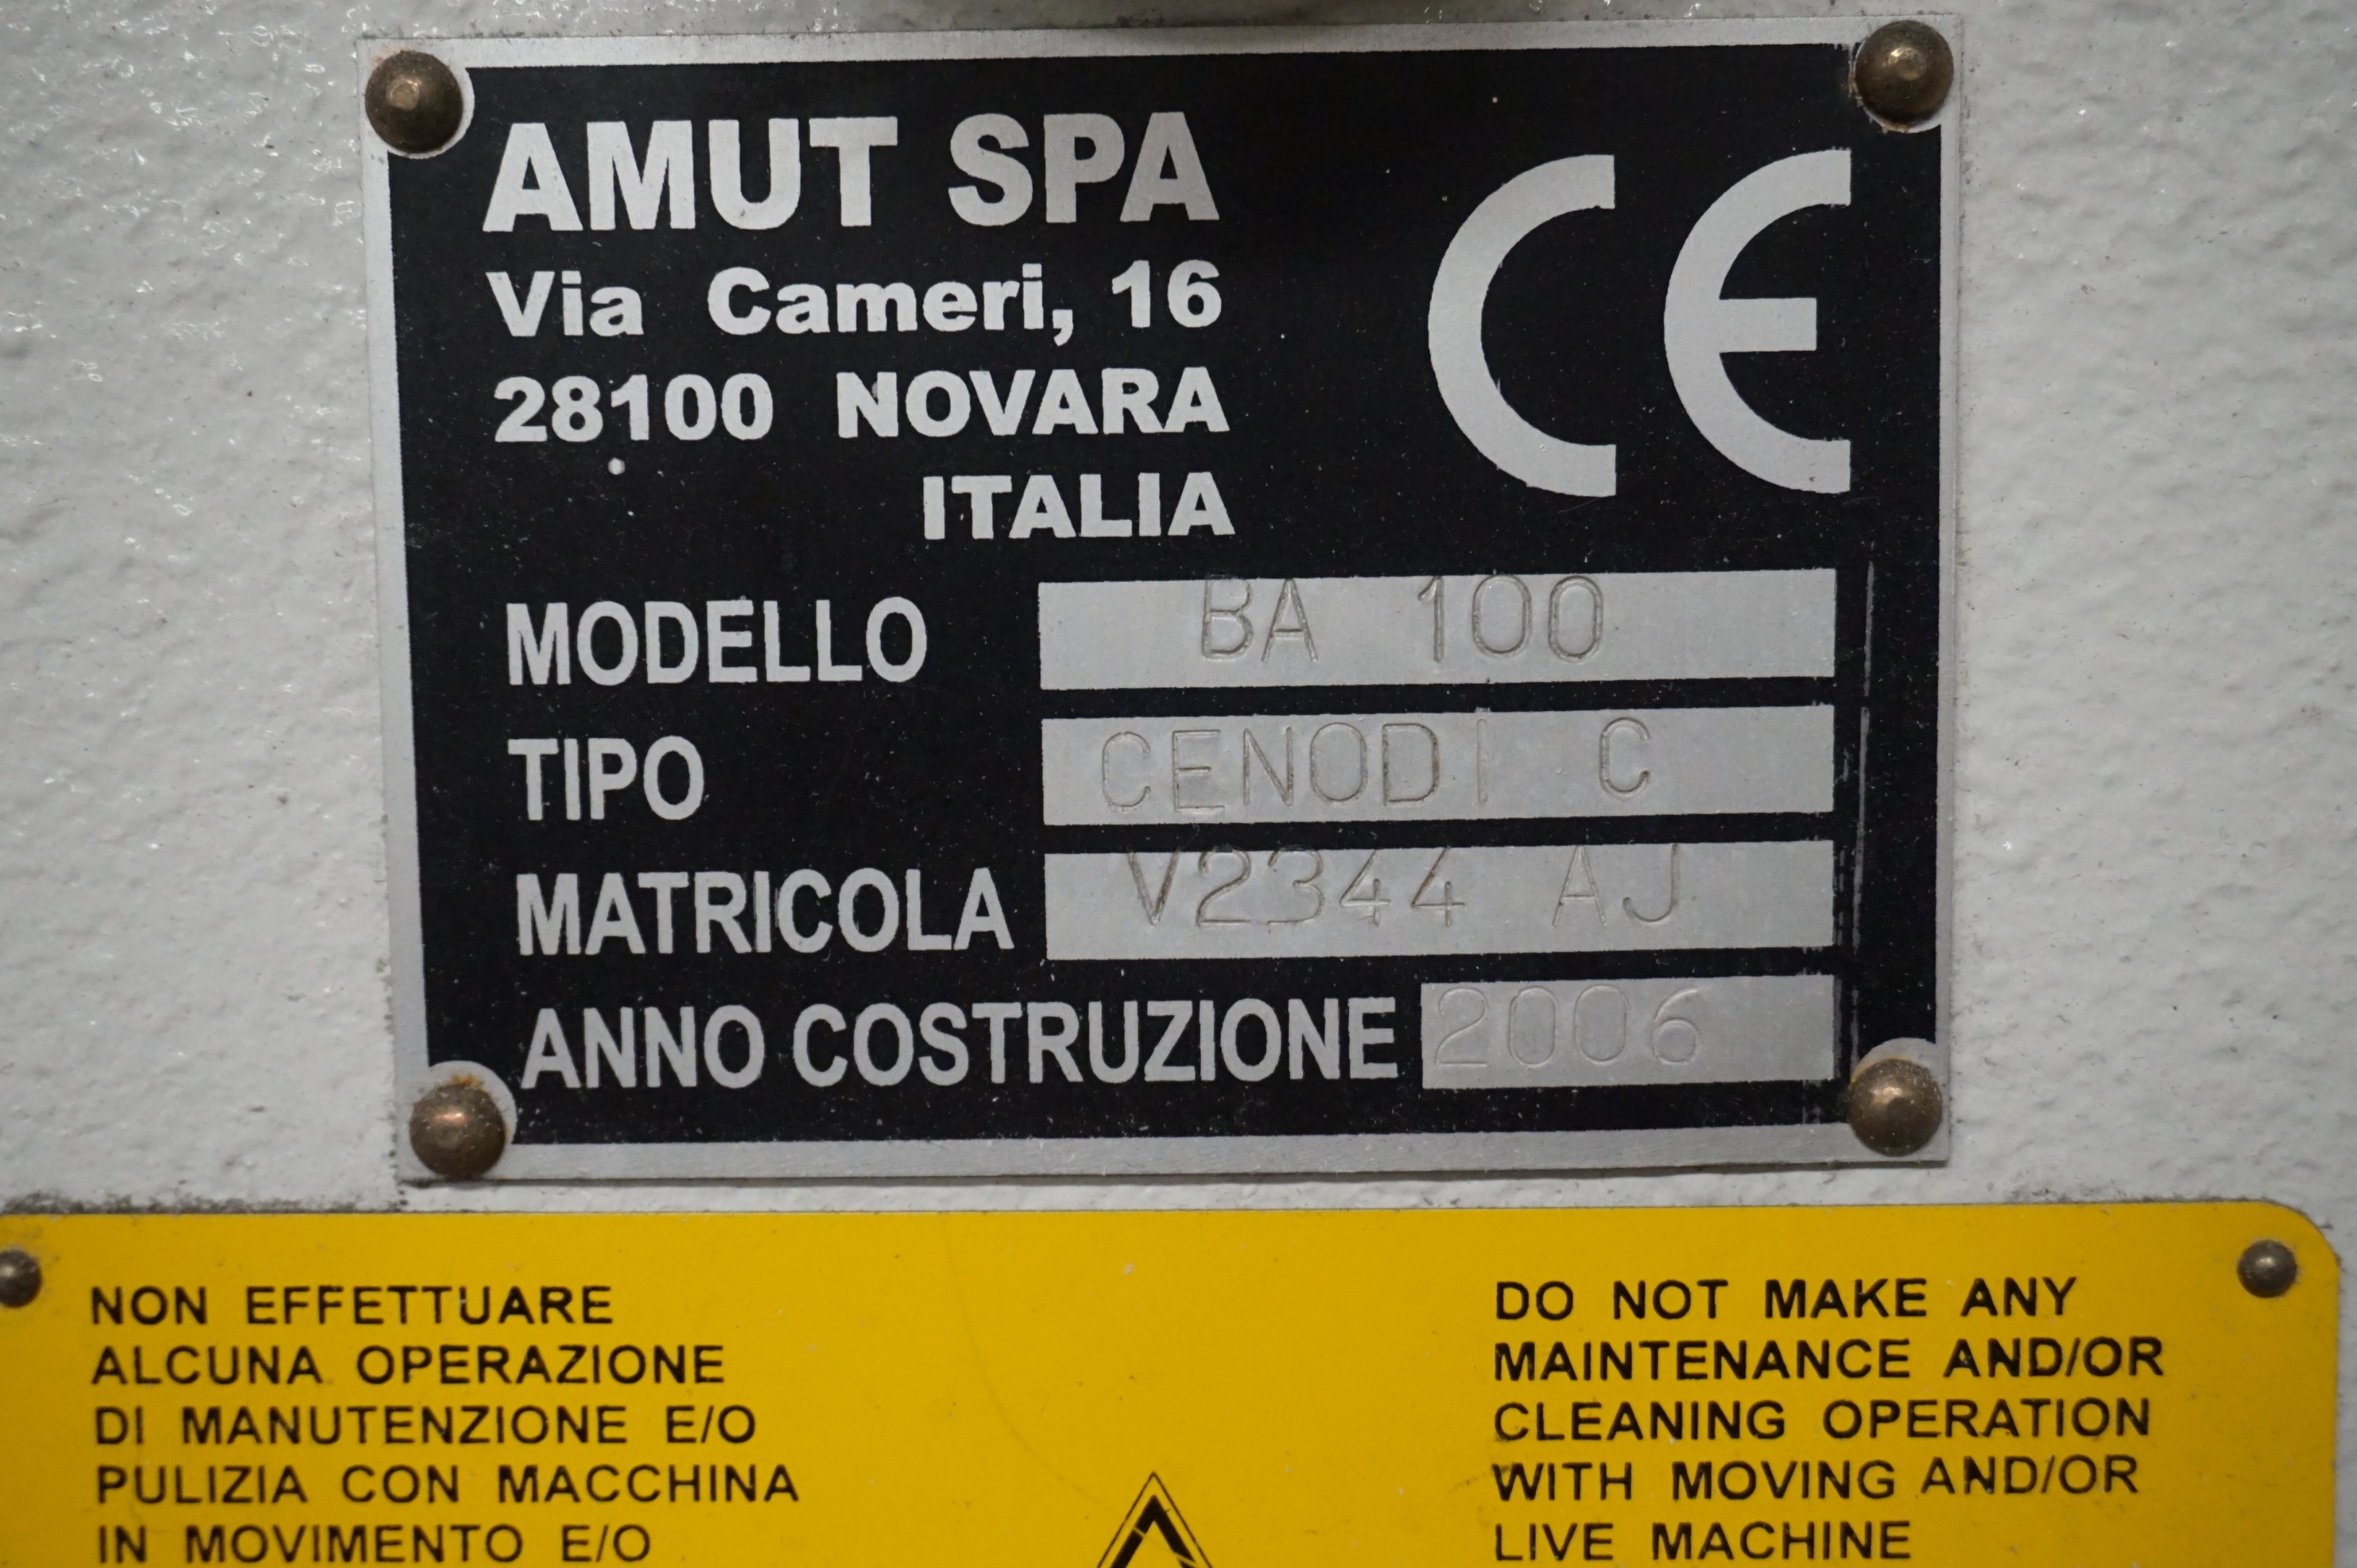 AMUT SPA
Via Cameri, 16
28100 NOVARA
ITALIA
CE
MODELLO BA 100
TIPO CENODI C
MATRICOLA V2344 AJ
ANNO COSTRUZIONE 2006
NON EFFETTUARE
ALCUNA OPERAZIONE
DI MANUTENZIONE E/O
PULIZIA CON MACCHINA
IN MOVIMENTO E/O
DO NOT MAKE ANY
MAINTENANCE AND/OR
CLEANING OPERATION
WITH MOVING AND/OR
LIVE MACHINE